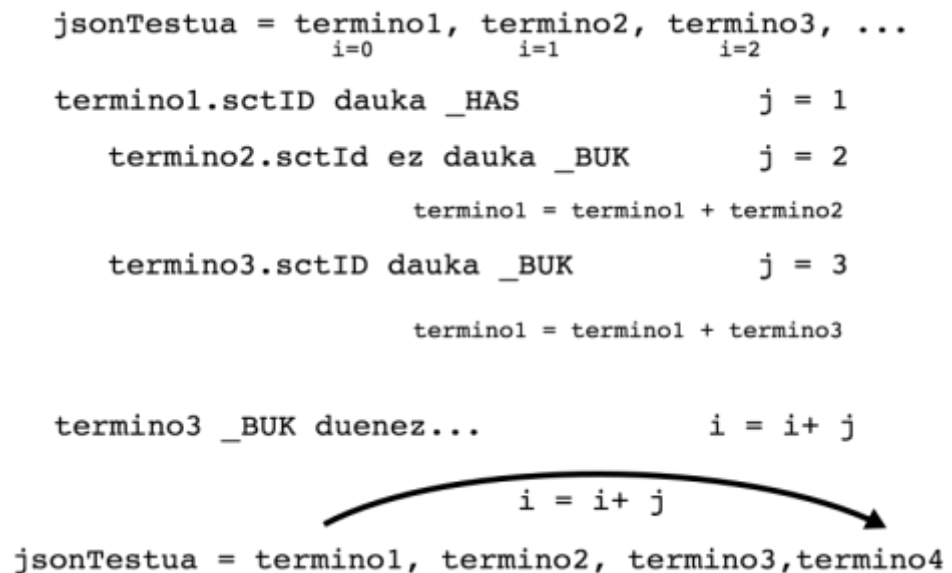 jsonTestua = termino1, termino2, termino3, ...
i=0 i=1 i=2
termino1.sctID dauka _HAS j = 1
termino2.sctId ez dauka _BUK j = 2
termino1 = termino1 + termino2
termino3.sctID dauka _BUK j = 3
termino1 = termino1 + termino3
termino3 _BUK duenez... i = i+ j
i = i+ j
jsonTestua = termino1, termino2, termino3,termino4